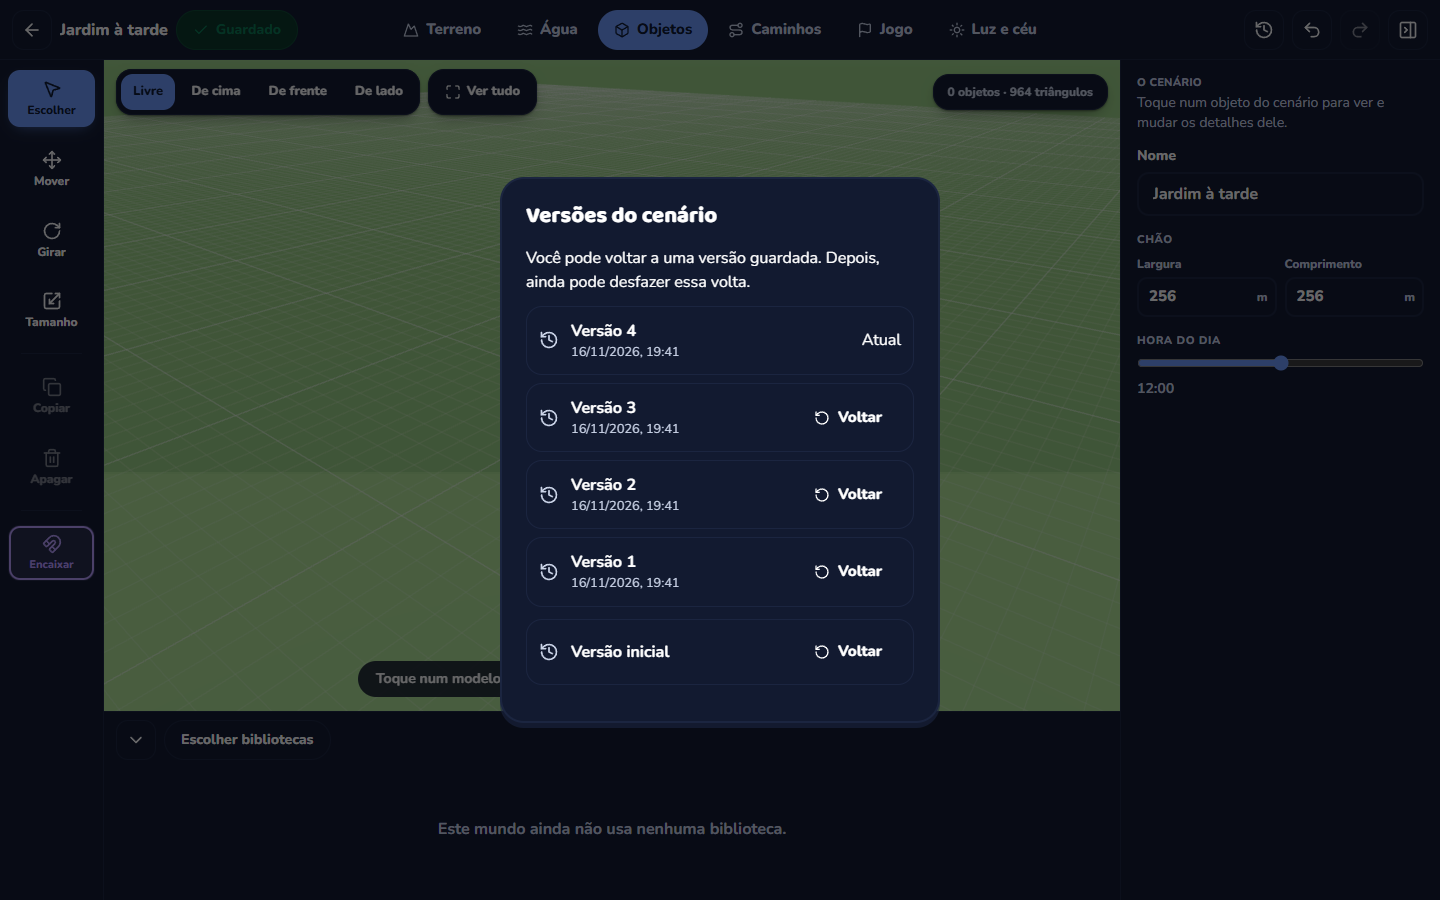 Jardim à tarde
Guardado
Terreno
Água
Objetos
Caminhos
Jogo
Luz e céu
Escolher
Mover
Girar
Tamanho
Copiar
Apagar
Encaixar
Livre
De cima
De frente
De lado
Ver tudo
0 objetos · 964 triângulos
Versões do cenário
Você pode voltar a uma versão guardada. Depois,
ainda pode desfazer essa volta.
Versão 4
16/11/2026, 19:41
Atual
Versão 3
16/11/2026, 19:41
Voltar
Versão 2
16/11/2026, 19:41
Voltar
Versão 1
16/11/2026, 19:41
Voltar
Versão inicial
Voltar
Toque num modelo
Escolher bibliotecas
Este mundo ainda não usa nenhuma biblioteca.
O CENÁRIO
Toque num objeto do cenário para ver e
mudar os detalhes dele.
Nome
Jardim à tarde
CHÃO
Largura
Comprimento
256 m
256 m
HORA DO DIA
12:00